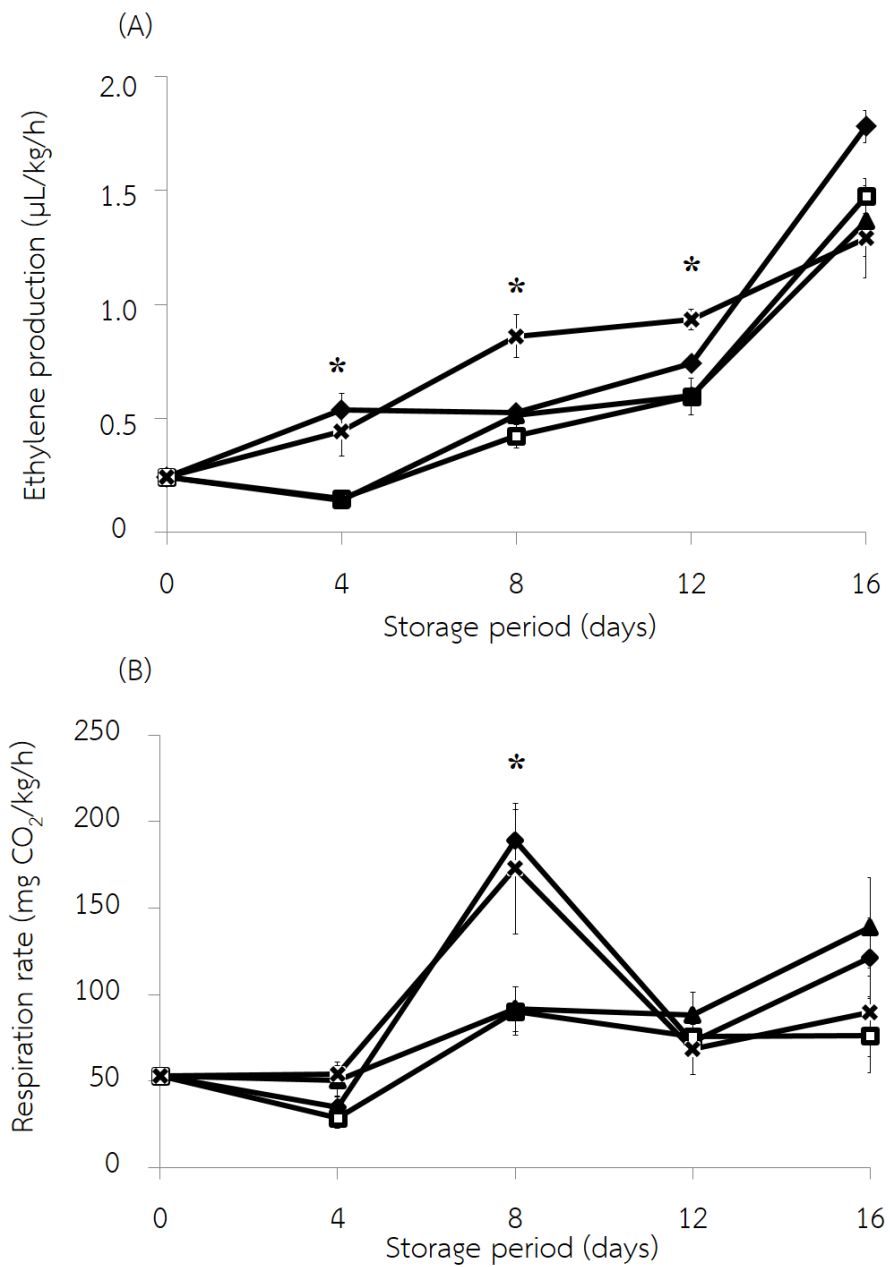 (A)
Ethylene production (µL/kg/h)
2.0
1.5
1.0
0.5
0
*
*
*
0 4 8 12 16
Storage period (days)
(B)
Respiration rate (mg CO₂/kg/h)
250
200
150
100
50
0
*
0 4 8 12 16
Storage period (days)